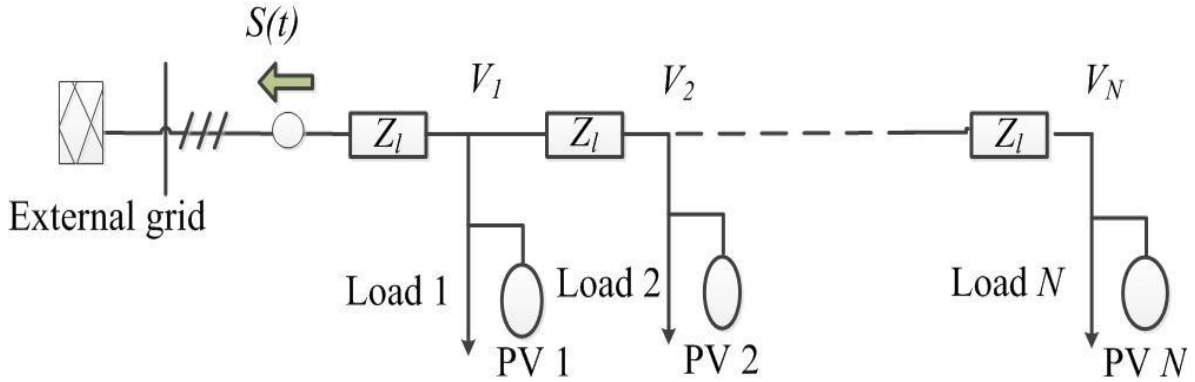 S(t)
V1
V2
VN
Zl
Zl
Zl
External grid
Load 1
Load 2
Load N
PV 1
PV 2
PV N